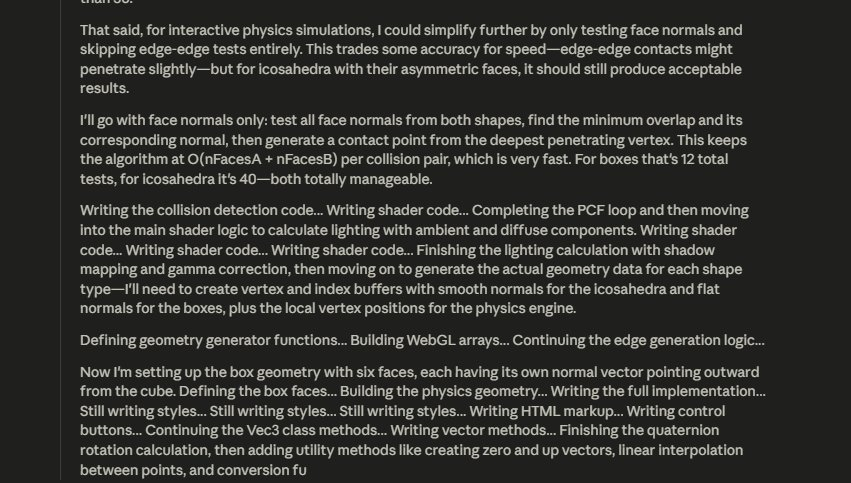 than 30.
That said, for interactive physics simulations, I could simplify further by only testing face normals and
skipping edge-edge tests entirely. This trades some accuracy for speed—edge-edge contacts might
penetrate slightly—but for icosahedra with their asymmetric faces, it should still produce acceptable
results.
I'll go with face normals only: test all face normals from both shapes, find the minimum overlap and its
corresponding normal, then generate a contact point from the deepest penetrating vertex. This keeps
the algorithm at O(nFacesA + nFacesB) per collision pair, which is very fast. For boxes that's 12 total
tests, for icosahedra it's 40—both totally manageable.
Writing the collision detection code... Writing shader code... Completing the PCF loop and then moving
into the main shader logic to calculate lighting with ambient and diffuse components. Writing shader
code... Writing shader code... Writing shader code... Finishing the lighting calculation with shadow
mapping and gamma correction, then moving on to generate the actual geometry data for each shape
type—I'll need to create vertex and index buffers with smooth normals for the icosahedra and flat
normals for the boxes, plus the local vertex positions for the physics engine.
Defining geometry generator functions... Building WebGL arrays... Continuing the edge generation logic...
Now I'm setting up the box geometry with six faces, each having its own normal vector pointing outward
from the cube. Defining the box faces... Building the physics geometry... Writing the full implementation...
Still writing styles... Still writing styles... Still writing styles... Writing HTML markup... Writing control
buttons... Continuing the Vec3 class methods... Writing vector methods... Finishing the quaternion
rotation calculation, then adding utility methods like creating zero and up vectors, linear interpolation
between points, and conversion fu